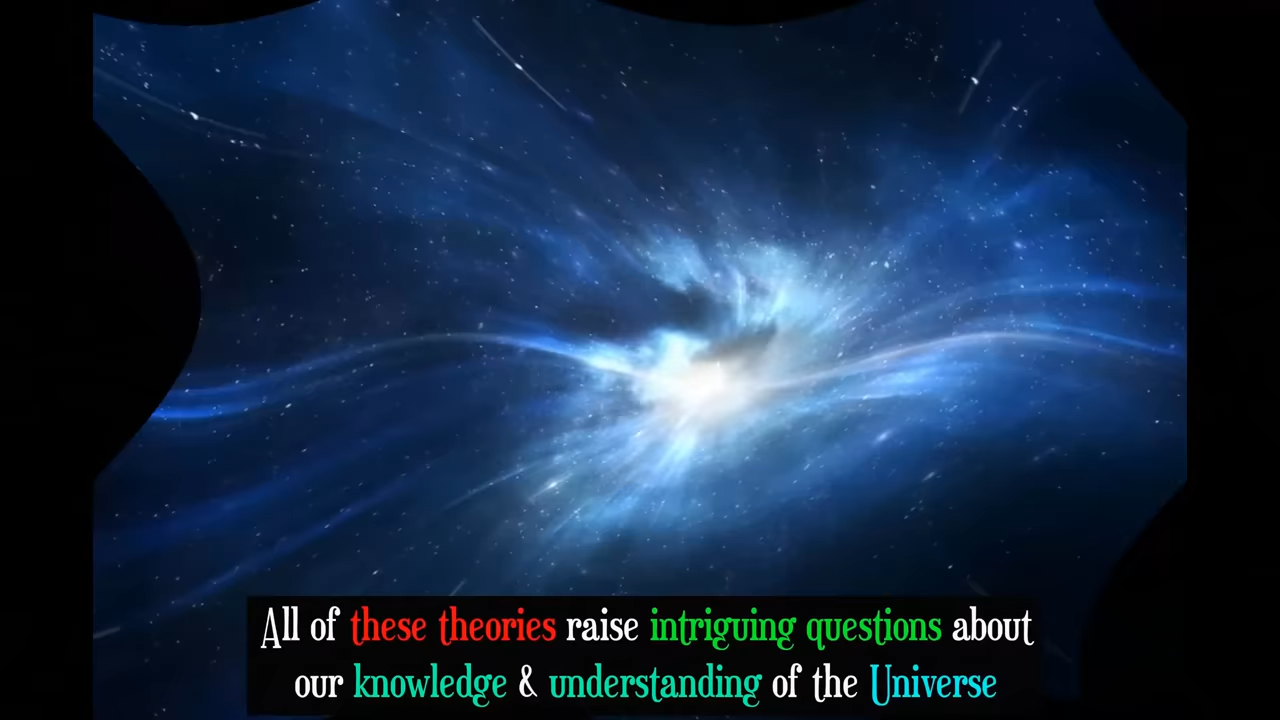 All of these theories raise intriguing questions about
our knowledge & understanding of the Universe